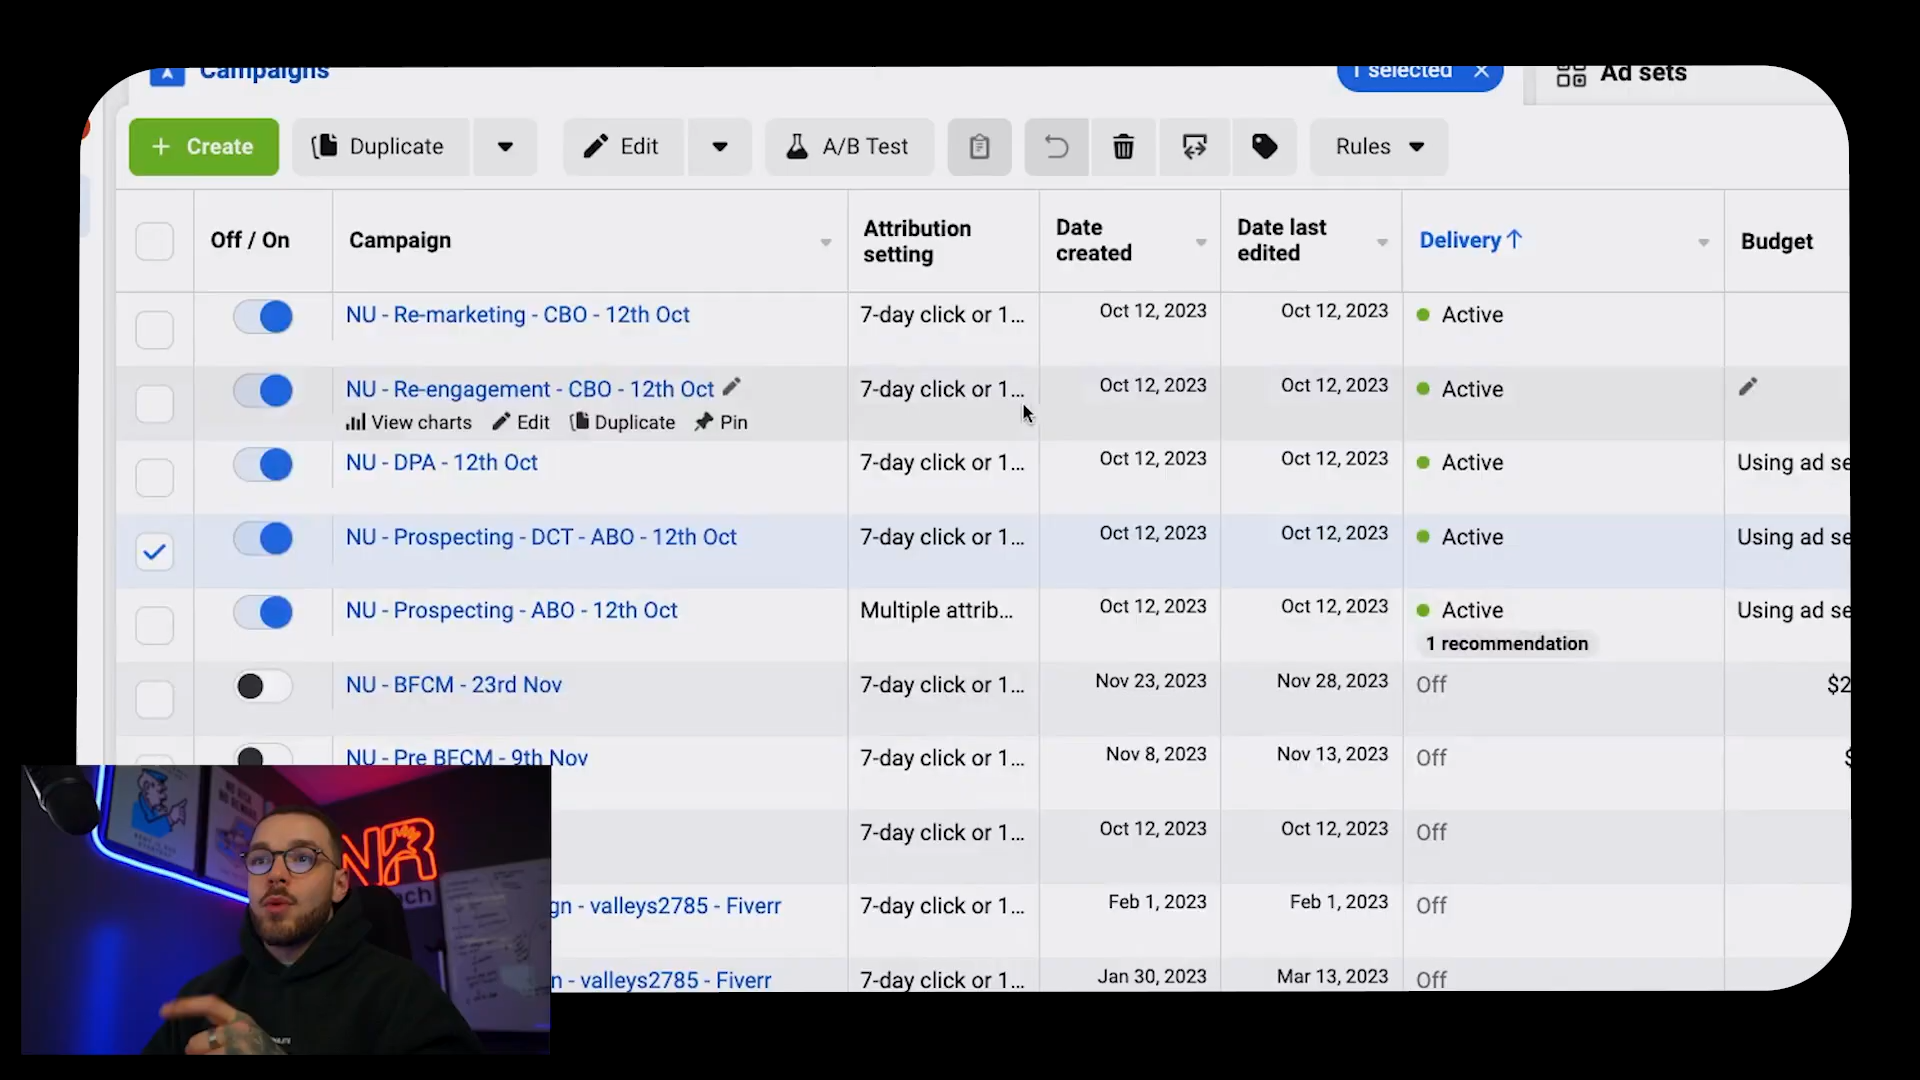 Campaigns
1 selected ×
Ad sets
+ Create
Duplicate
Edit
A/B Test
Rules
Off / On
Campaign
Attribution setting
Date created
Date last edited
Delivery ↑
Budget
NU - Re-marketing - CBO - 12th Oct
7-day click or 1...
Oct 12, 2023
Oct 12, 2023
Active
NU - Re-engagement - CBO - 12th Oct
7-day click or 1...
Oct 12, 2023
Oct 12, 2023
Active
View charts
Edit
Duplicate
Pin
NU - DPA - 12th Oct
7-day click or 1...
Oct 12, 2023
Oct 12, 2023
Active
Using ad se
NU - Prospecting - DCT - ABO - 12th Oct
7-day click or 1...
Oct 12, 2023
Oct 12, 2023
Active
Using ad se
NU - Prospecting - ABO - 12th Oct
Multiple attrib...
Oct 12, 2023
Oct 12, 2023
Active
Using ad se
1 recommendation
NU - BFCM - 23rd Nov
7-day click or 1...
Nov 23, 2023
Nov 28, 2023
Off
$2
NU - Pre BFCM - 9th Nov
7-day click or 1...
Nov 8, 2023
Nov 13, 2023
Off
$
7-day click or 1...
Oct 12, 2023
Oct 12, 2023
Off
gn - valleys2785 - Fiverr
7-day click or 1...
Feb 1, 2023
Feb 1, 2023
Off
n - valleys2785 - Fiverr
7-day click or 1...
Jan 30, 2023
Mar 13, 2023
Off
NR
ech